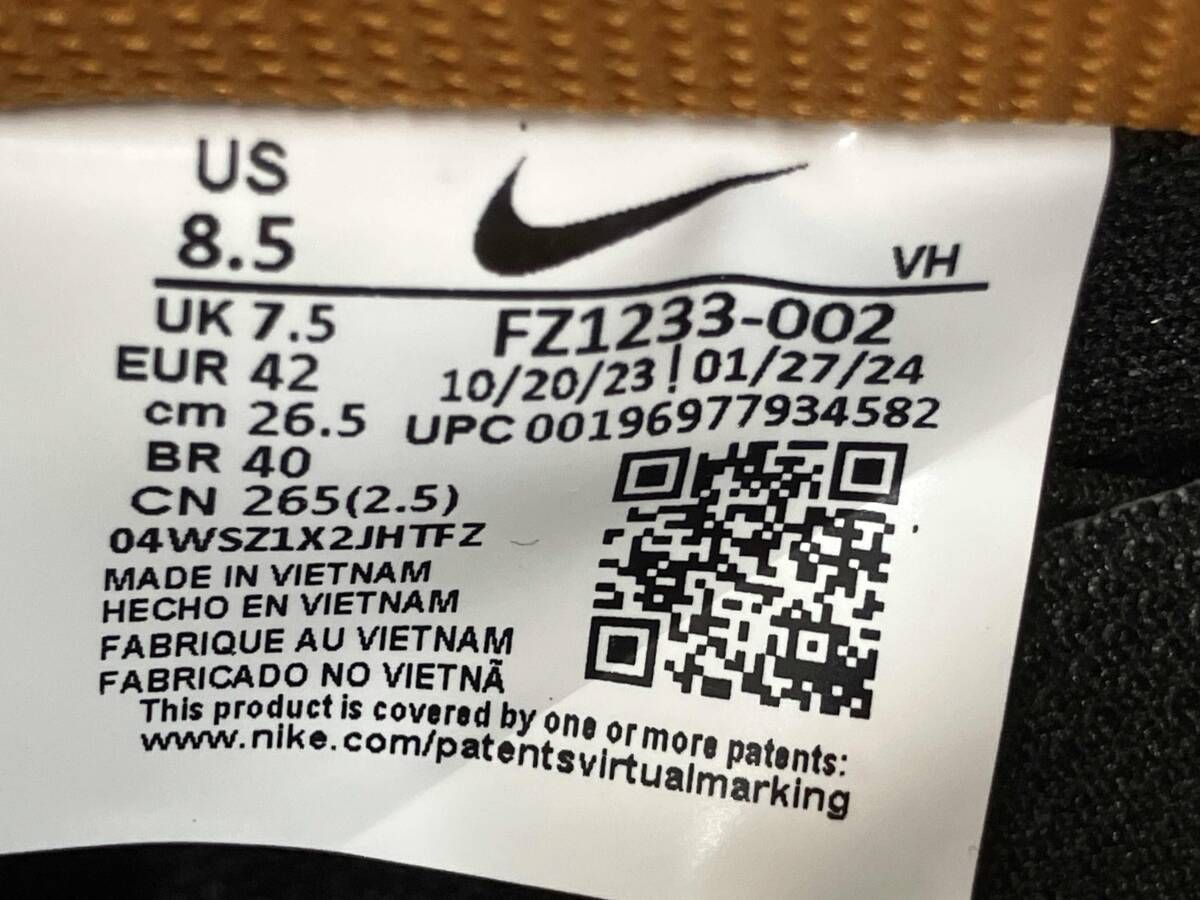 US
8.5
VH
UK 7.5
EUR 42
cm 26.5
BR 40
CN 265(2.5)
FZ1233-002
10/20/23 | 01/27/24
UPC 00196977934582
04WSZ1X2JHTFZ
MADE IN VIETNAM
HECHO EN VIETNAM
FABRIQUE AU VIETNAM
FABRICADO NO VIETNÃ
This product is covered by one or more patents:
www.nike.com/patentsvirtualmarking